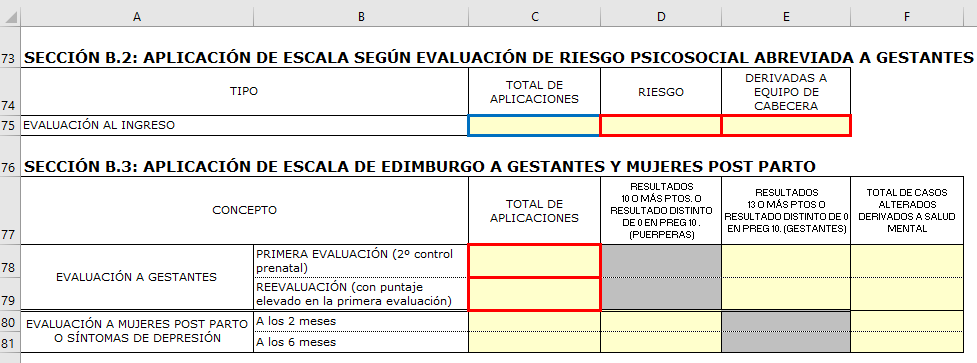 A B C D E F
73 SECCIÓN B.2: APLICACIÓN DE ESCALA SEGÚN EVALUACIÓN DE RIESGO PSICOSOCIAL ABREVIADA A GESTANTES
74 TIPO
TOTAL DE
APLICACIONES
RIESGO
DERIVADAS A
EQUIPO DE
CABECERA
75 EVALUACIÓN AL INGRESO
76 SECCIÓN B.3: APLICACIÓN DE ESCALA DE EDIMBURGO A GESTANTES Y MUJERES POST PARTO
77 CONCEPTO
TOTAL DE
APLICACIONES
RESULTADOS
10 O MÁS PTOS. O
RESULTADO DISTINTO
DE 0 EN PREG 10 .
(PUERPERAS)
RESULTADOS
13 O MÁS PTOS O
RESULTADO DISTINTO DE 0
EN PREG 10. (GESTANTES)
TOTAL DE CASOS
ALTERADOS
DERIVADOS A SALUD
MENTAL
EVALUACIÓN A GESTANTES
78 PRIMERA EVALUACIÓN (2º control
prenatal)
79 REEVALUACIÓN (con puntaje
elevado en la primera evaluación)
EVALUACIÓN A MUJERES POST PARTO
O SÍNTOMAS DE DEPRESIÓN
80 A los 2 meses
81 A los 6 meses